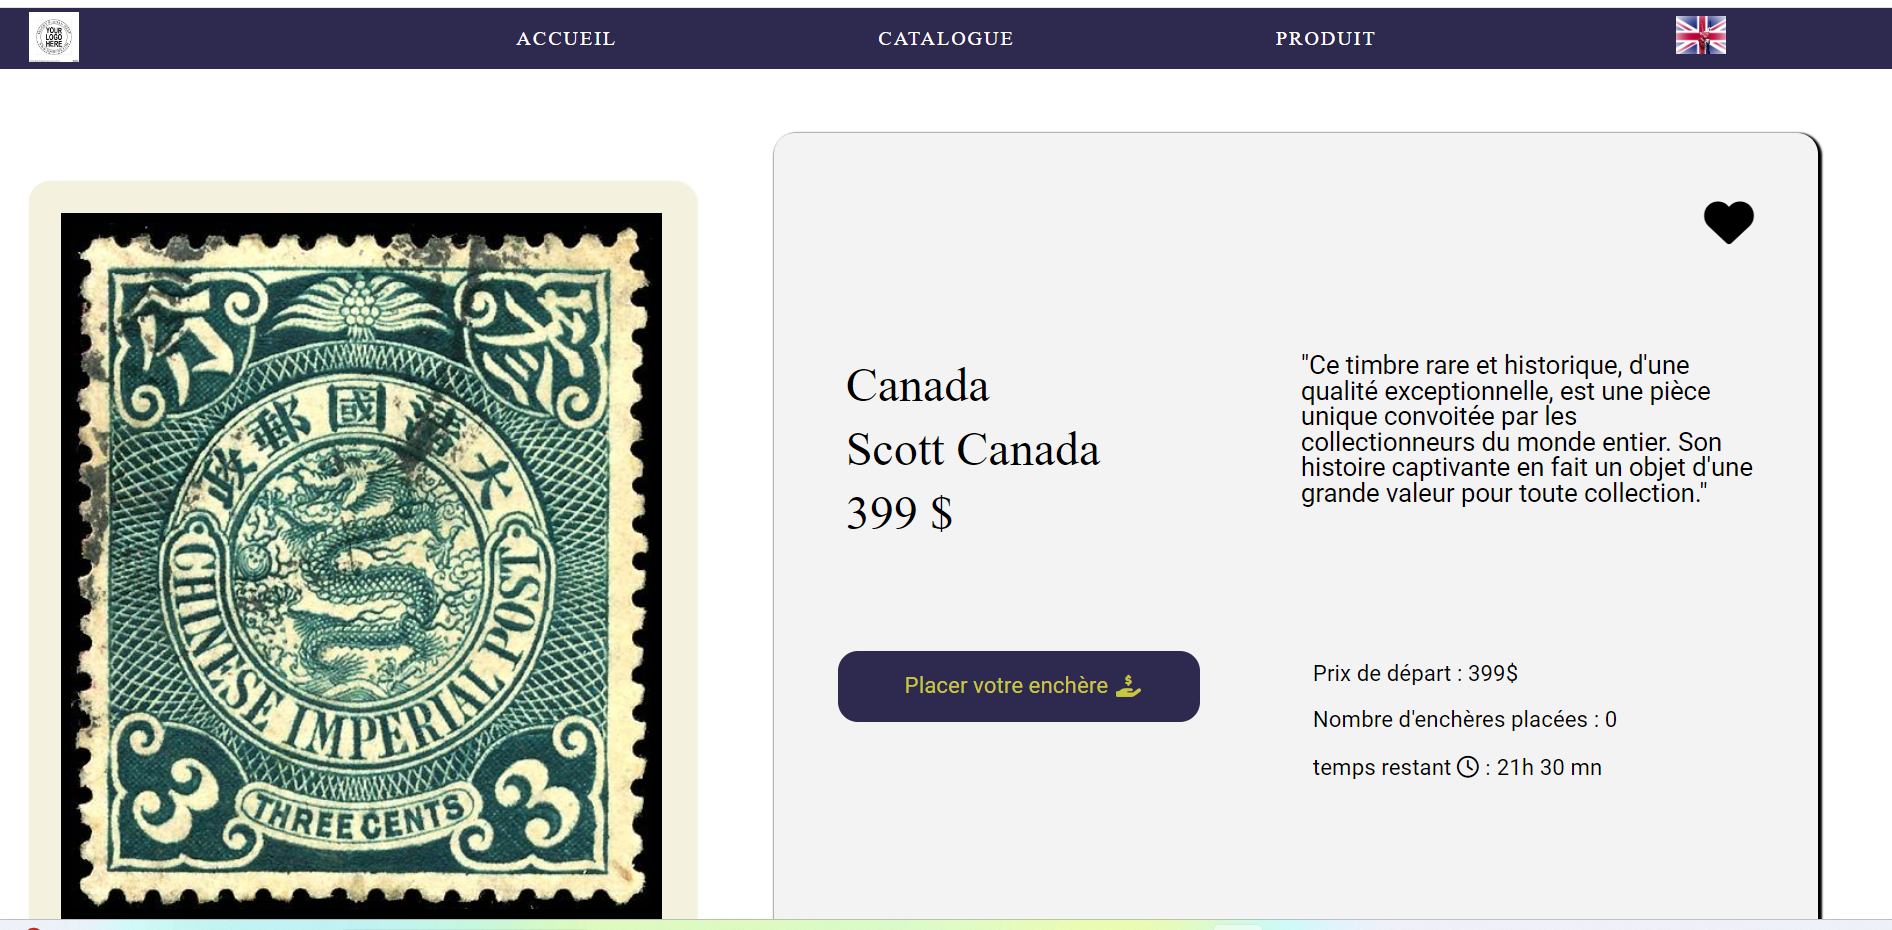 YOUR
LOGO
HERE
ACCUEIL
CATALOGUE
PRODUIT
分 叁
政郵國清大
CHINESE IMPERIAL POST
3 3
THREE CENTS
Canada
Scott Canada
399 $
"Ce timbre rare et historique, d'une
qualité exceptionnelle, est une pièce
unique convoitée par les
collectionneurs du monde entier. Son
histoire captivante en fait un objet d'une
grande valeur pour toute collection."
Placer votre enchère
Prix de départ : 399$
Nombre d'enchères placées : 0
temps restant : 21h 30 mn